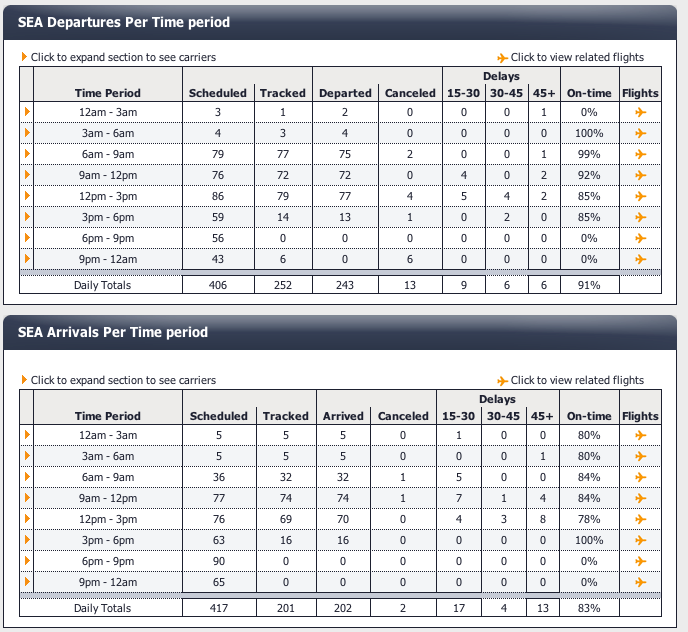 SEA Departures Per Time period
Click to expand section to see carriers Click to view related flights
Delays
Time Period Scheduled Tracked Departed Canceled 15-30 30-45 45+ On-time Flights
12am - 3am 3 1 2 0 0 0 1 0%
3am - 6am 4 3 4 0 0 0 0 100%
6am - 9am 79 77 75 2 0 0 1 99%
9am - 12pm 76 72 72 0 4 0 2 92%
12pm - 3pm 86 79 77 4 5 4 2 85%
3pm - 6pm 59 14 13 1 0 2 0 85%
6pm - 9pm 56 0 0 0 0 0 0 0%
9pm - 12am 43 6 0 6 0 0 0 0%
Daily Totals 406 252 243 13 9 6 6 91%
SEA Arrivals Per Time period
Click to expand section to see carriers Click to view related flights
Delays
Time Period Scheduled Tracked Arrived Canceled 15-30 30-45 45+ On-time Flights
12am - 3am 5 5 5 0 1 0 0 80%
3am - 6am 5 5 5 0 0 0 1 80%
6am - 9am 36 32 32 1 5 0 0 84%
9am - 12pm 77 74 74 1 7 1 4 84%
12pm - 3pm 76 69 70 0 4 3 8 78%
3pm - 6pm 63 16 16 0 0 0 0 100%
6pm - 9pm 90 0 0 0 0 0 0 0%
9pm - 12am 65 0 0 0 0 0 0 0%
Daily Totals 417 201 202 2 17 4 13 83%